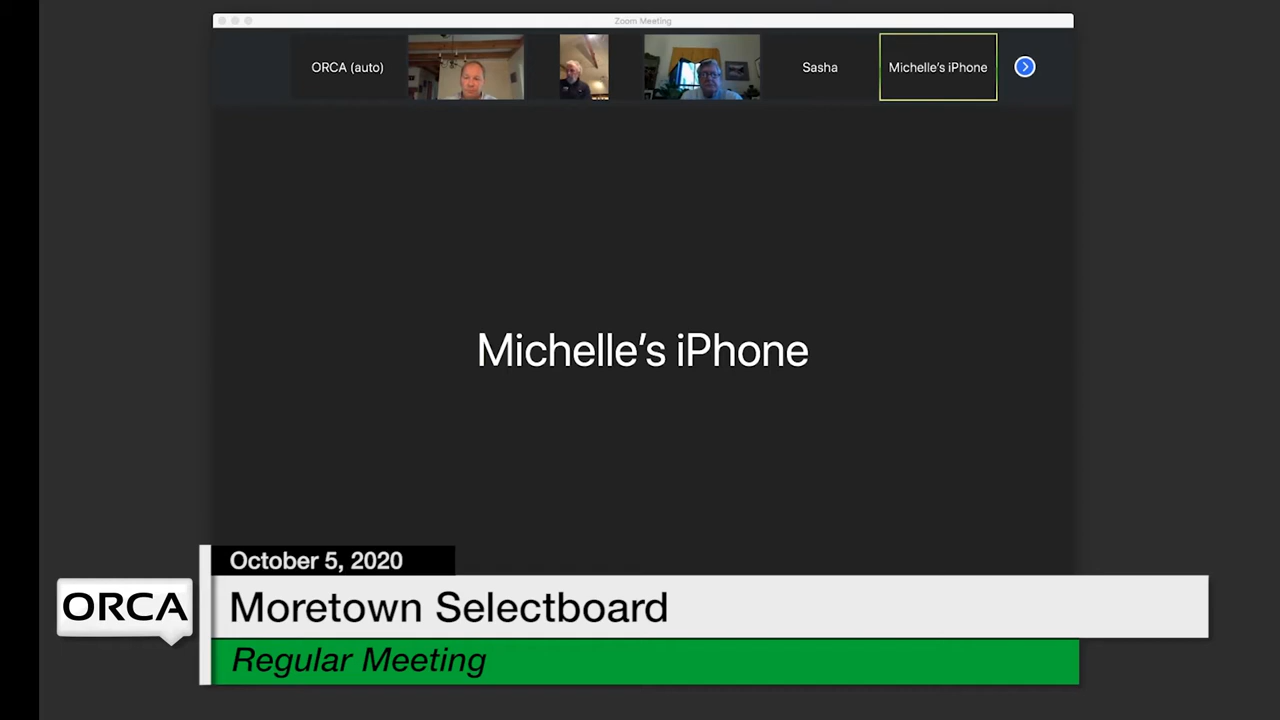 Zoom Meeting
ORCA (auto)
Sasha
Michelle's iPhone
Michelle's iPhone
October 5, 2020
ORCA
Moretown Selectboard
Regular Meeting